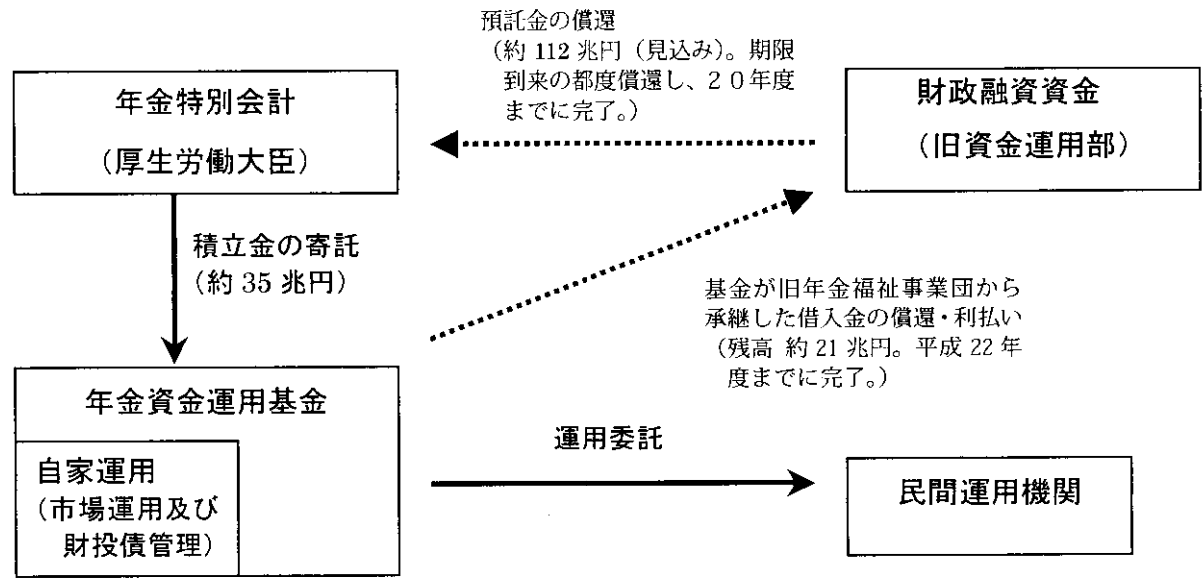 預託金の償還
（約 112 兆円（見込み）。期限
到来の都度償還し、２０年度
までに完了。）
年金特別会計
（厚生労働大臣）
財政融資資金
（旧資金運用部）
積立金の寄託
（約 35 兆円）
基金が旧年金福祉事業団から
承継した借入金の償還・利払い
（残高 約 21 兆円。平成 22 年
度までに完了。）
年金資金運用基金
自家運用
（市場運用及び
財投債管理）
運用委託
民間運用機関